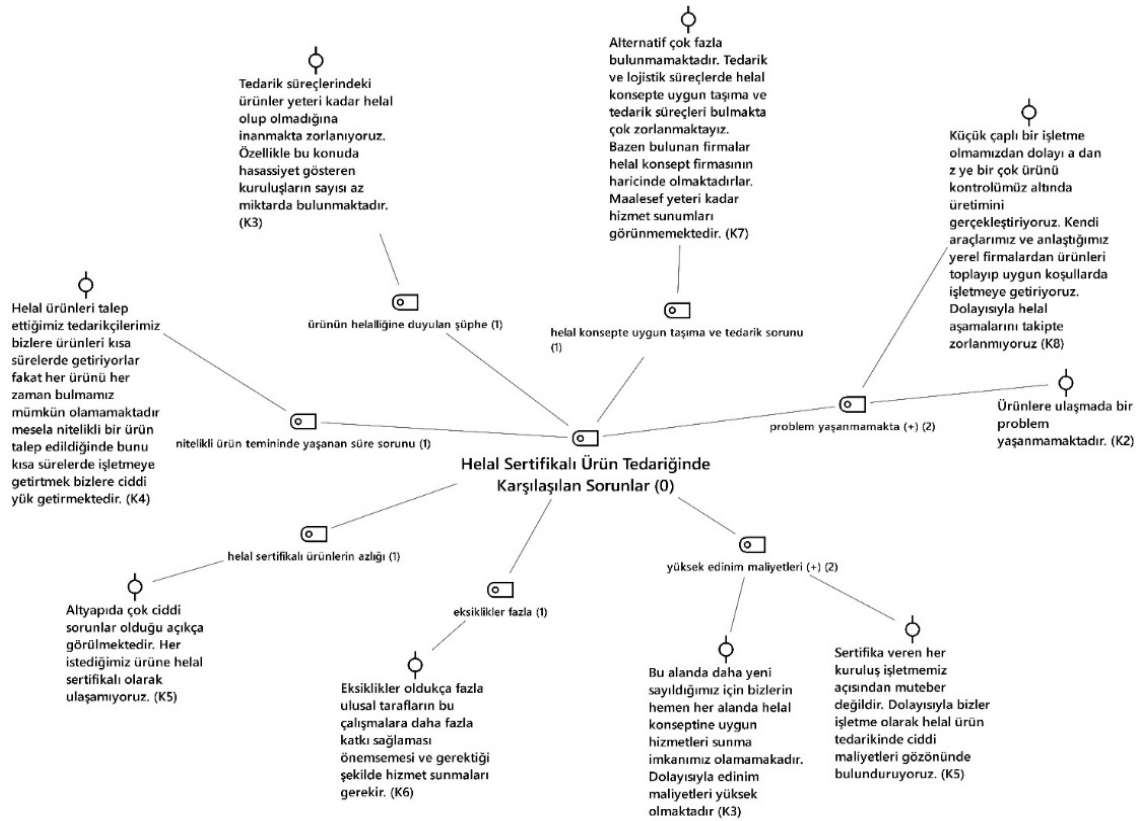 Tedarik süreçlerindeki
ürünler yeteri kadar helal
olup olmadığına
inanmakta zorlanıyoruz.
Özellikle bu konuda
hasassiyet gösteren
kuruluşların sayısı az
miktarda bulunmaktadır.
(K3)
Alternatif çok fazla
bulunmamaktadır. Tedarik
ve lojistik süreçlerde helal
konsepte uygun taşıma ve
tedarik süreçleri bulmakta
çok zorlanmaktayız.
Bazen bulunan firmalar
helal konsept firmasının
haricinde olmaktadırlar.
Maalesef yeteri kadar
hizmet sunumları
görünmemektedir. (K7)
Küçük çaplı bir işletme
olmamızdan dolayı a dan
z ye bir çok ürünü
kontrolümüz altında
üretimini
gerçekleştiriyoruz. Kendi
araçlarımız ve anlaştığımız
yerel firmalardan ürünleri
toplayıp uygun koşullarda
işletmeye getiriyoruz.
Dolayısıyla helal
aşamalarını takipte
zorlanmıyoruz (K8)
Helal ürünleri talep
ettiğimiz tedarikçilerimiz
bizlere ürünleri kısa
sürelerde getiriyorlar
fakat her ürünü her
zaman bulmamız
mümkün olamamaktadır
mesela nitelikli bir ürün
talep edildiğinde bunu
kısa sürelerde işletmeye
getirtmek bizlere ciddi
yük getirmektedir. (K4)
ürünün helalliğine duyulan şüphe (1)
helal konsepte uygun taşıma ve tedarik sorunu
(1)
nitelikli ürün temininde yaşanan süre sorunu (1)
problem yaşanmamakta (+) (2)
Ürünlere ulaşmada bir
problem
yaşanmamaktadır. (K2)
Helal Sertifikalı Ürün Tedariğinde
Karşılaşılan Sorunlar (0)
helal sertifikalı ürünlerin azlığı (1)
eksiklikler fazla (1)
yüksek edinim maliyetleri (+) (2)
Altyapıda çok ciddi
sorunlar olduğu açıkça
görülmektedir. Her
istediğimiz ürüne helal
sertifikalı olarak
ulaşamıyoruz. (K5)
Eksiklikler oldukça fazla
ulusal tarafların bu
çalışmalara daha fazla
katkı sağlaması
önemsemesi ve gerektiği
şekilde hizmet sunmaları
gerekir. (K6)
Bu alanda daha yeni
sayıldığımız için bizlerin
hemen her alanda helal
konseptine uygun
hizmetleri sunma
imkanımız olamamakadır.
Dolayısıyla edinim
maliyetleri yüksek
olmaktadır (K3)
Sertifika veren her
kuruluş işletmemiz
açısından muteber
değildir. Dolayısıyla bizler
işletme olarak helal ürün
tedarikinde ciddi
maliyetleri gözönünde
bulunduruyoruz. (K5)